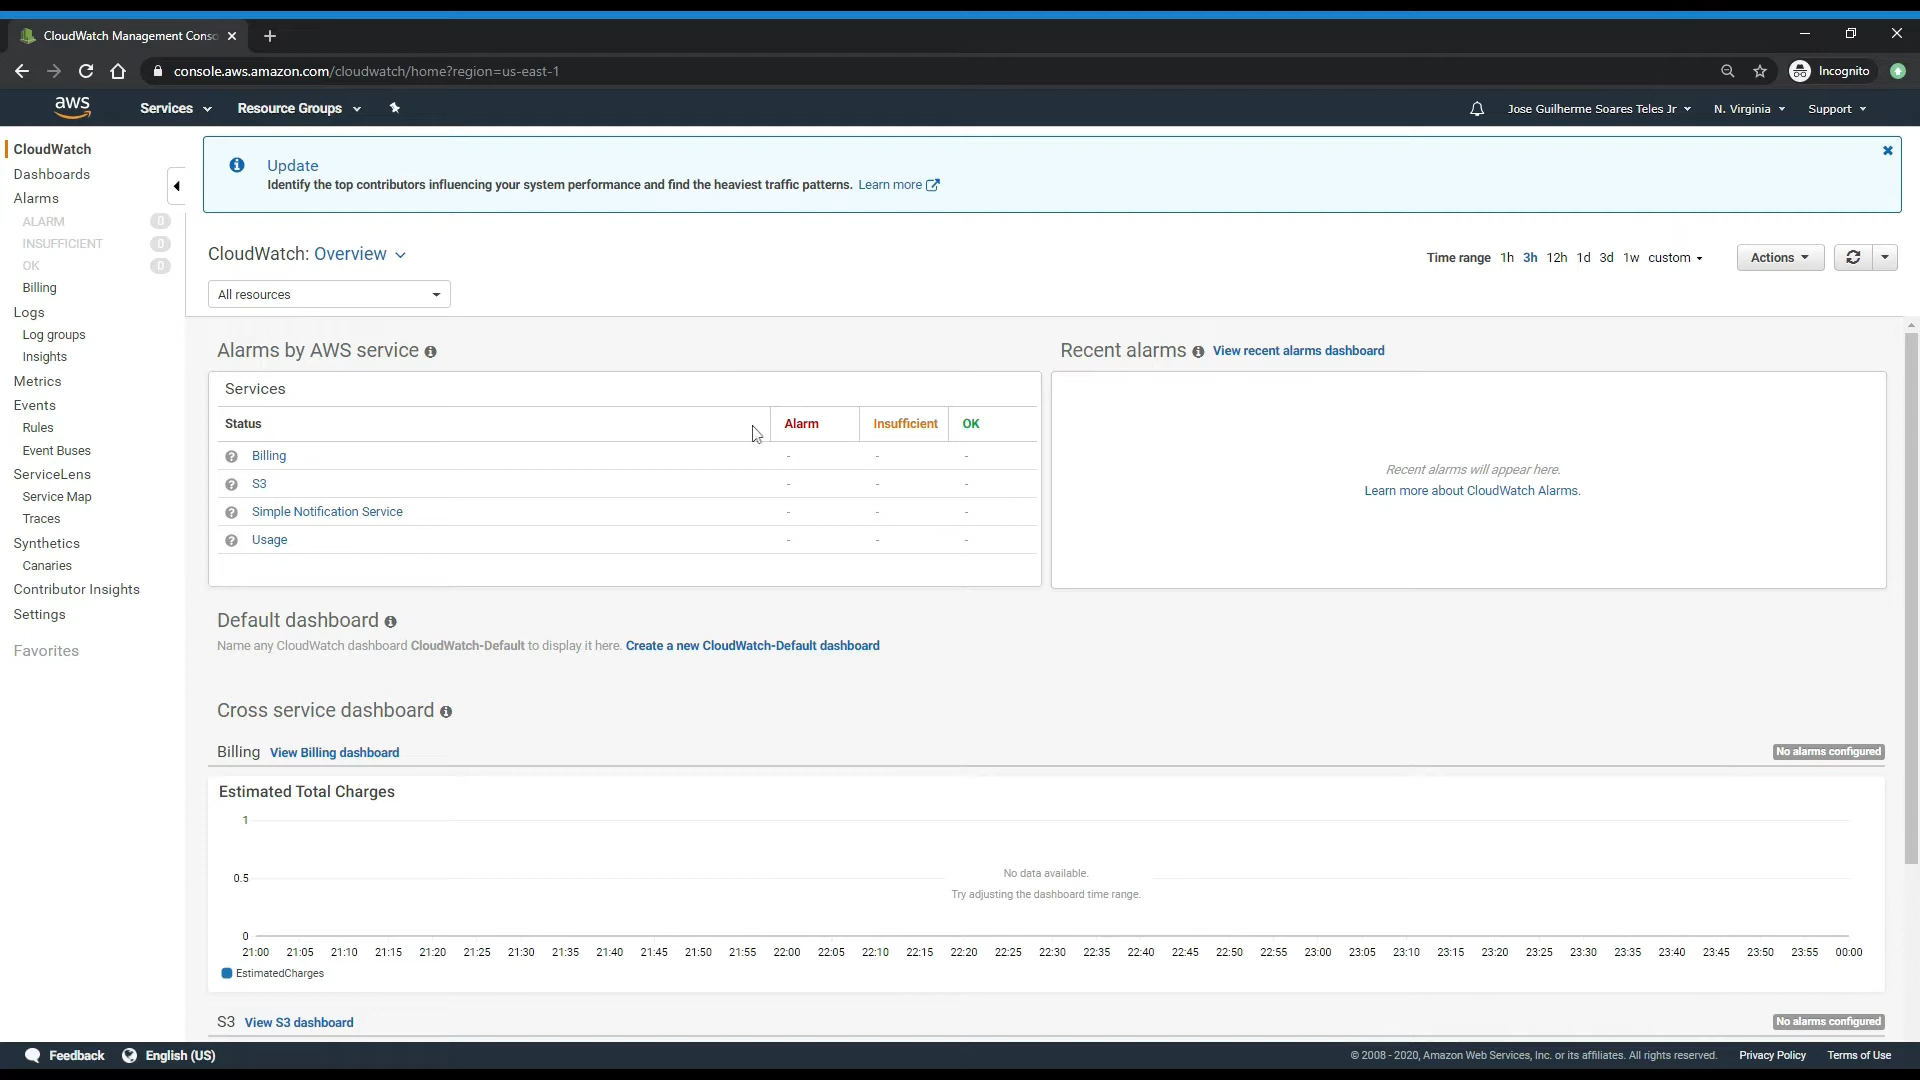 CloudWatch Management Conso
console.aws.amazon.com/cloudwatch/home?region=us-east-1
Incognito
aws
Services
Resource Groups
Jose Guilherme Soares Teles Jr
N. Virginia
Support
CloudWatch
Dashboards
Alarms
ALARM 0
INSUFFICIENT 0
OK 0
Billing
Logs
Log groups
Insights
Metrics
Events
Rules
Event Buses
ServiceLens
Service Map
Traces
Synthetics
Canaries
Contributor Insights
Settings
Favorites
Update
Identify the top contributors influencing your system performance and find the heaviest traffic patterns. Learn more
CloudWatch: Overview
Time range 1h 3h 12h 1d 3d 1w custom
Actions
All resources
Alarms by AWS service
Services
Status Alarm Insufficient OK
Billing - - -
S3 - - -
Simple Notification Service - - -
Usage - - -
Recent alarms View recent alarms dashboard
Recent alarms will appear here.
Learn more about CloudWatch Alarms.
Default dashboard
Name any CloudWatch dashboard CloudWatch-Default to display it here. Create a new CloudWatch-Default dashboard
Cross service dashboard
Billing View Billing dashboard
No alarms configured
Estimated Total Charges
1
0.5
0
No data available.
Try adjusting the dashboard time range.
21:00 21:05 21:10 21:15 21:20 21:25 21:30 21:35 21:40 21:45 21:50 21:55 22:00 22:05 22:10 22:15 22:20 22:25 22:30 22:35 22:40 22:45 22:50 22:55 23:00 23:05 23:10 23:15 23:20 23:25 23:30 23:35 23:40 23:45 23:50 23:55 00:00
EstimatedCharges
S3 View S3 dashboard
No alarms configured
Feedback
English (US)
© 2008 - 2020, Amazon Web Services, Inc. or its affiliates. All rights reserved.
Privacy Policy
Terms of Use